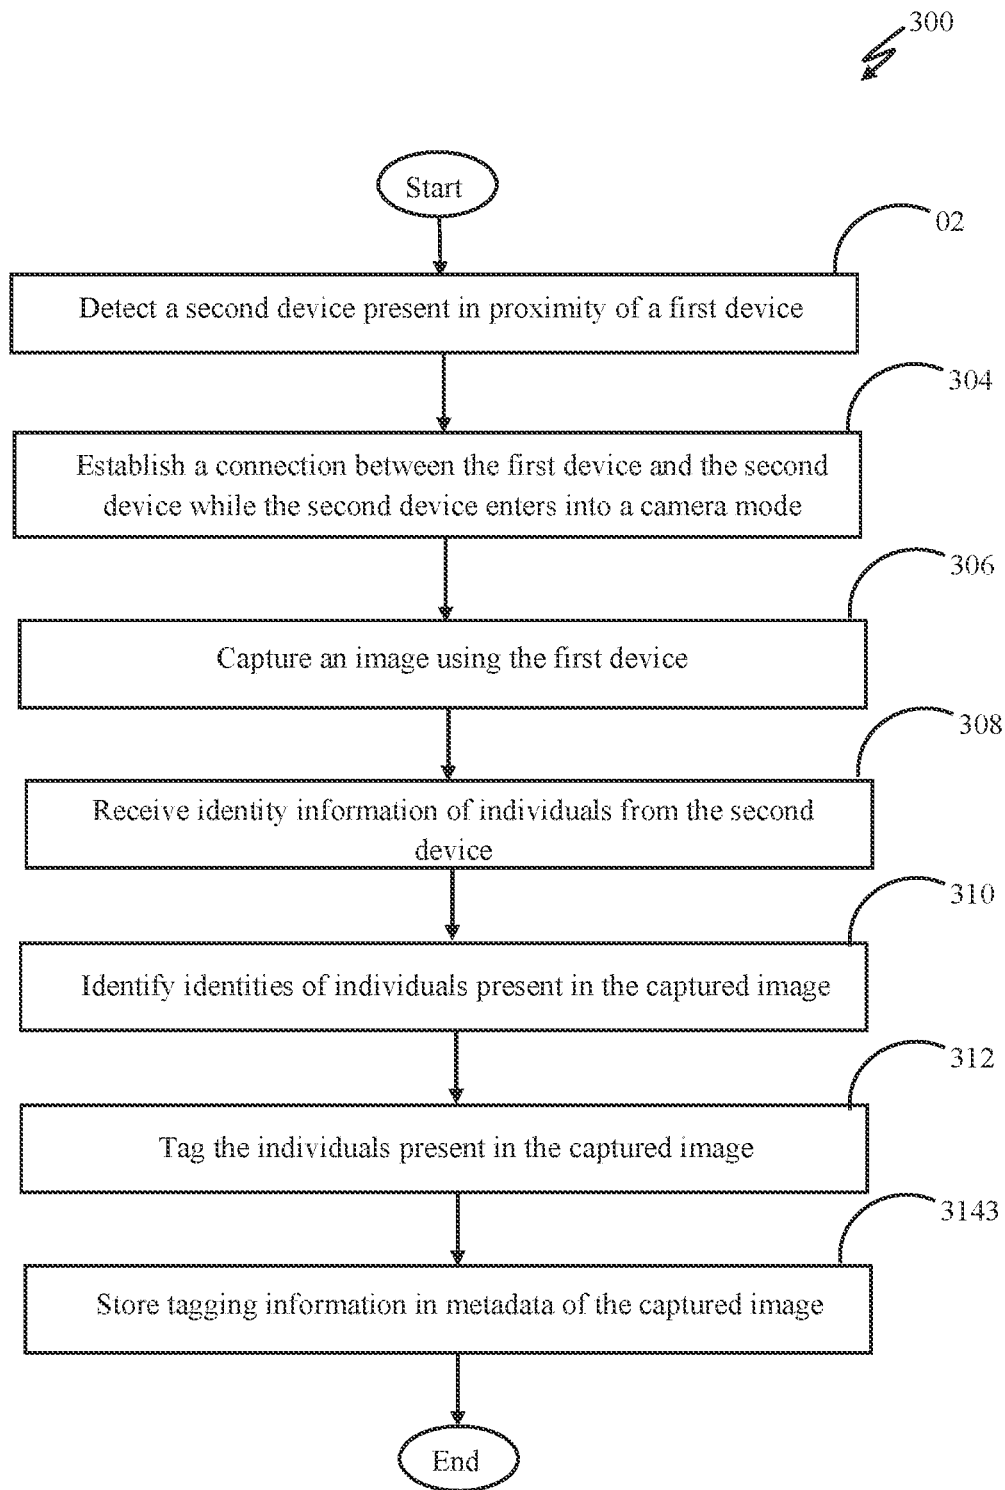 300
Start
02
Detect a second device present in proximity of a first device
304
Establish a connection between the first device and the second
device while the second device enters into a camera mode
306
Capture an image using the first device
308
Receive identity information of individuals from the second
device
310
Identify identities of individuals present in the captured image
312
Tag the individuals present in the captured image
3143
Store tagging information in metadata of the captured image
End